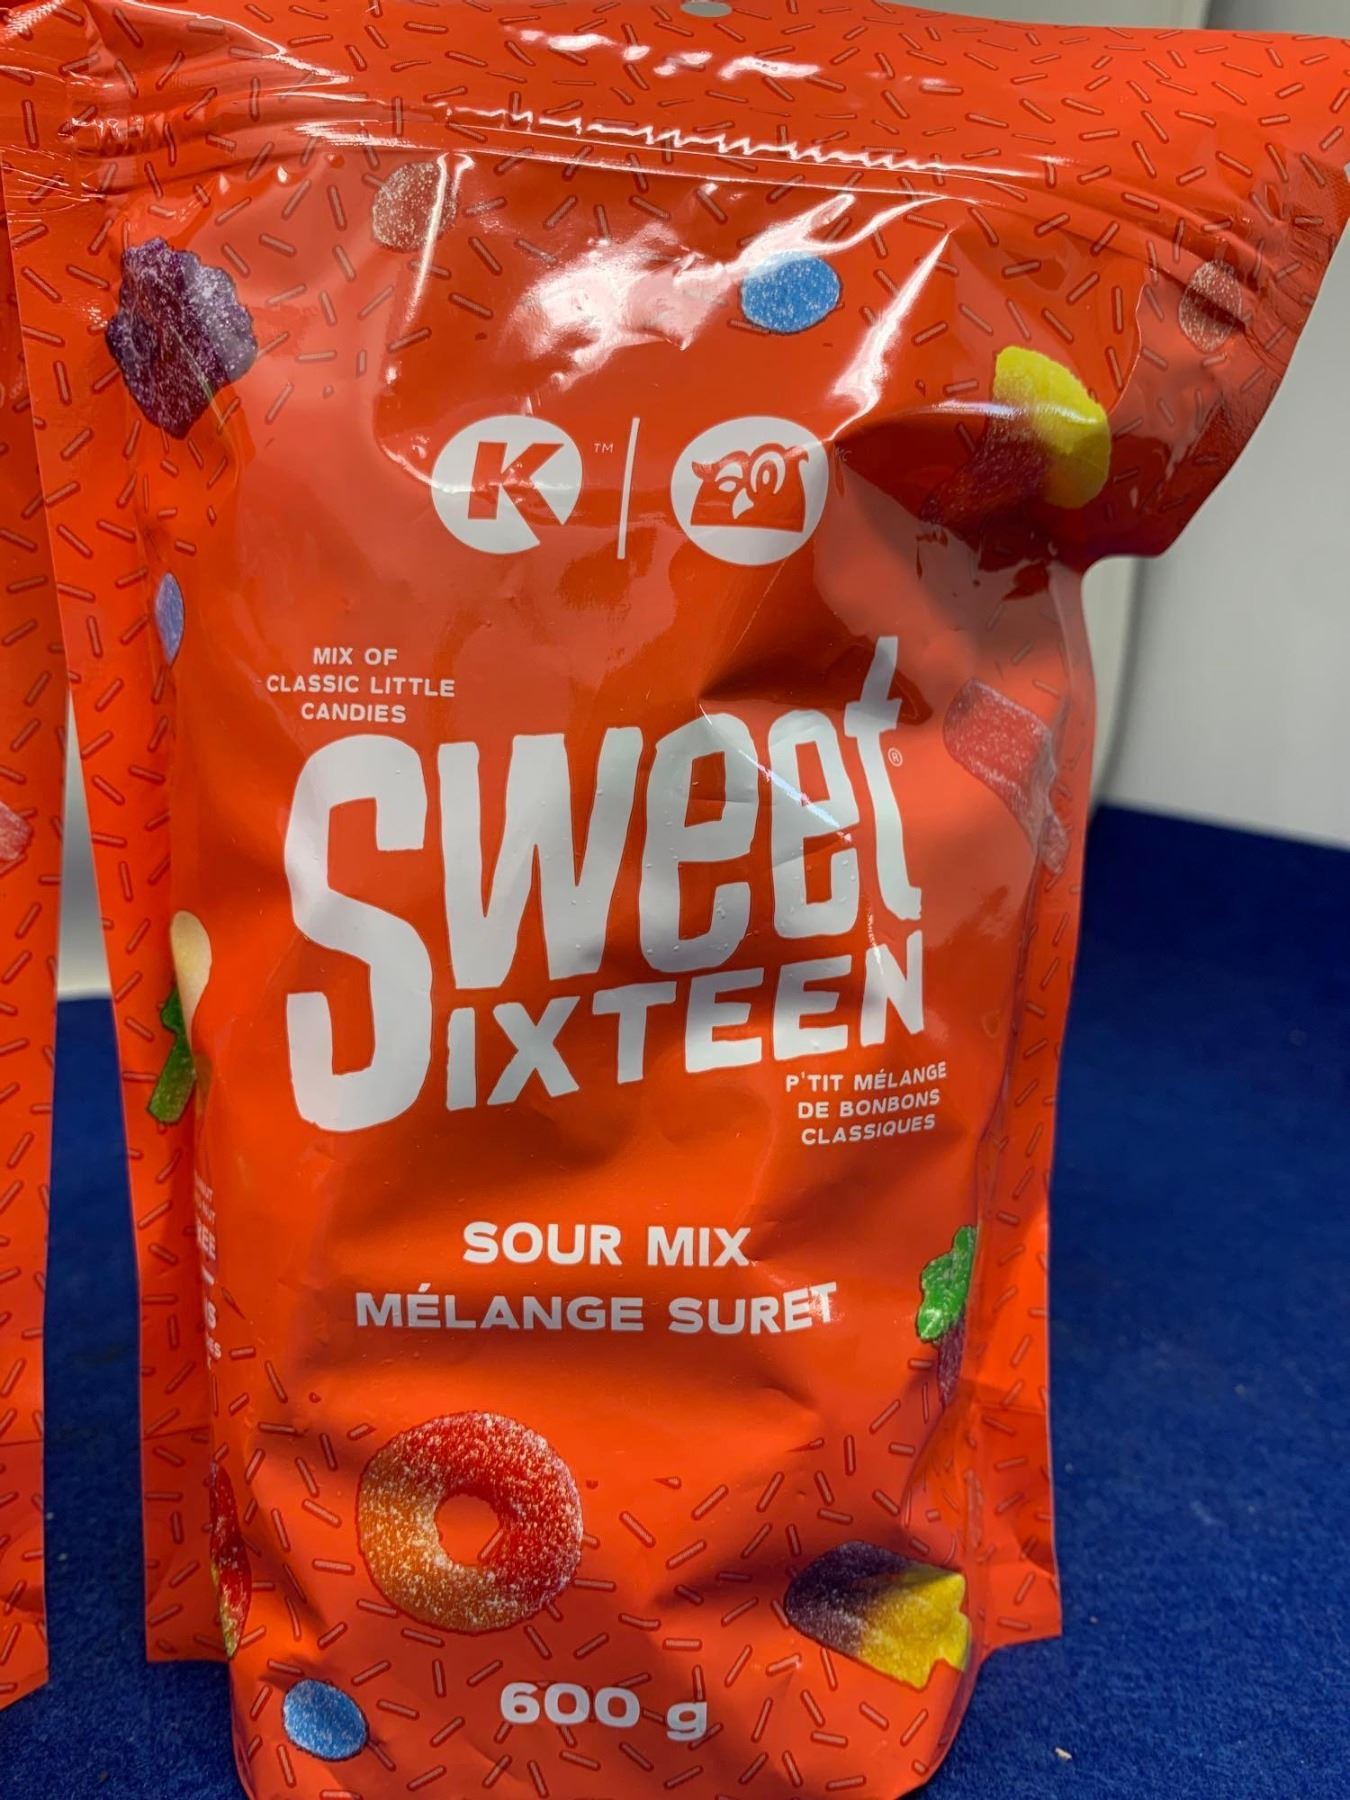 K™
MIX OF
CLASSIC LITTLE
CANDIES
Sweet®
SIXTEEN
P'TIT MÉLANGE
DE BONBONS
CLASSIQUES
SOUR MIX
MÉLANGE SURET
600 g